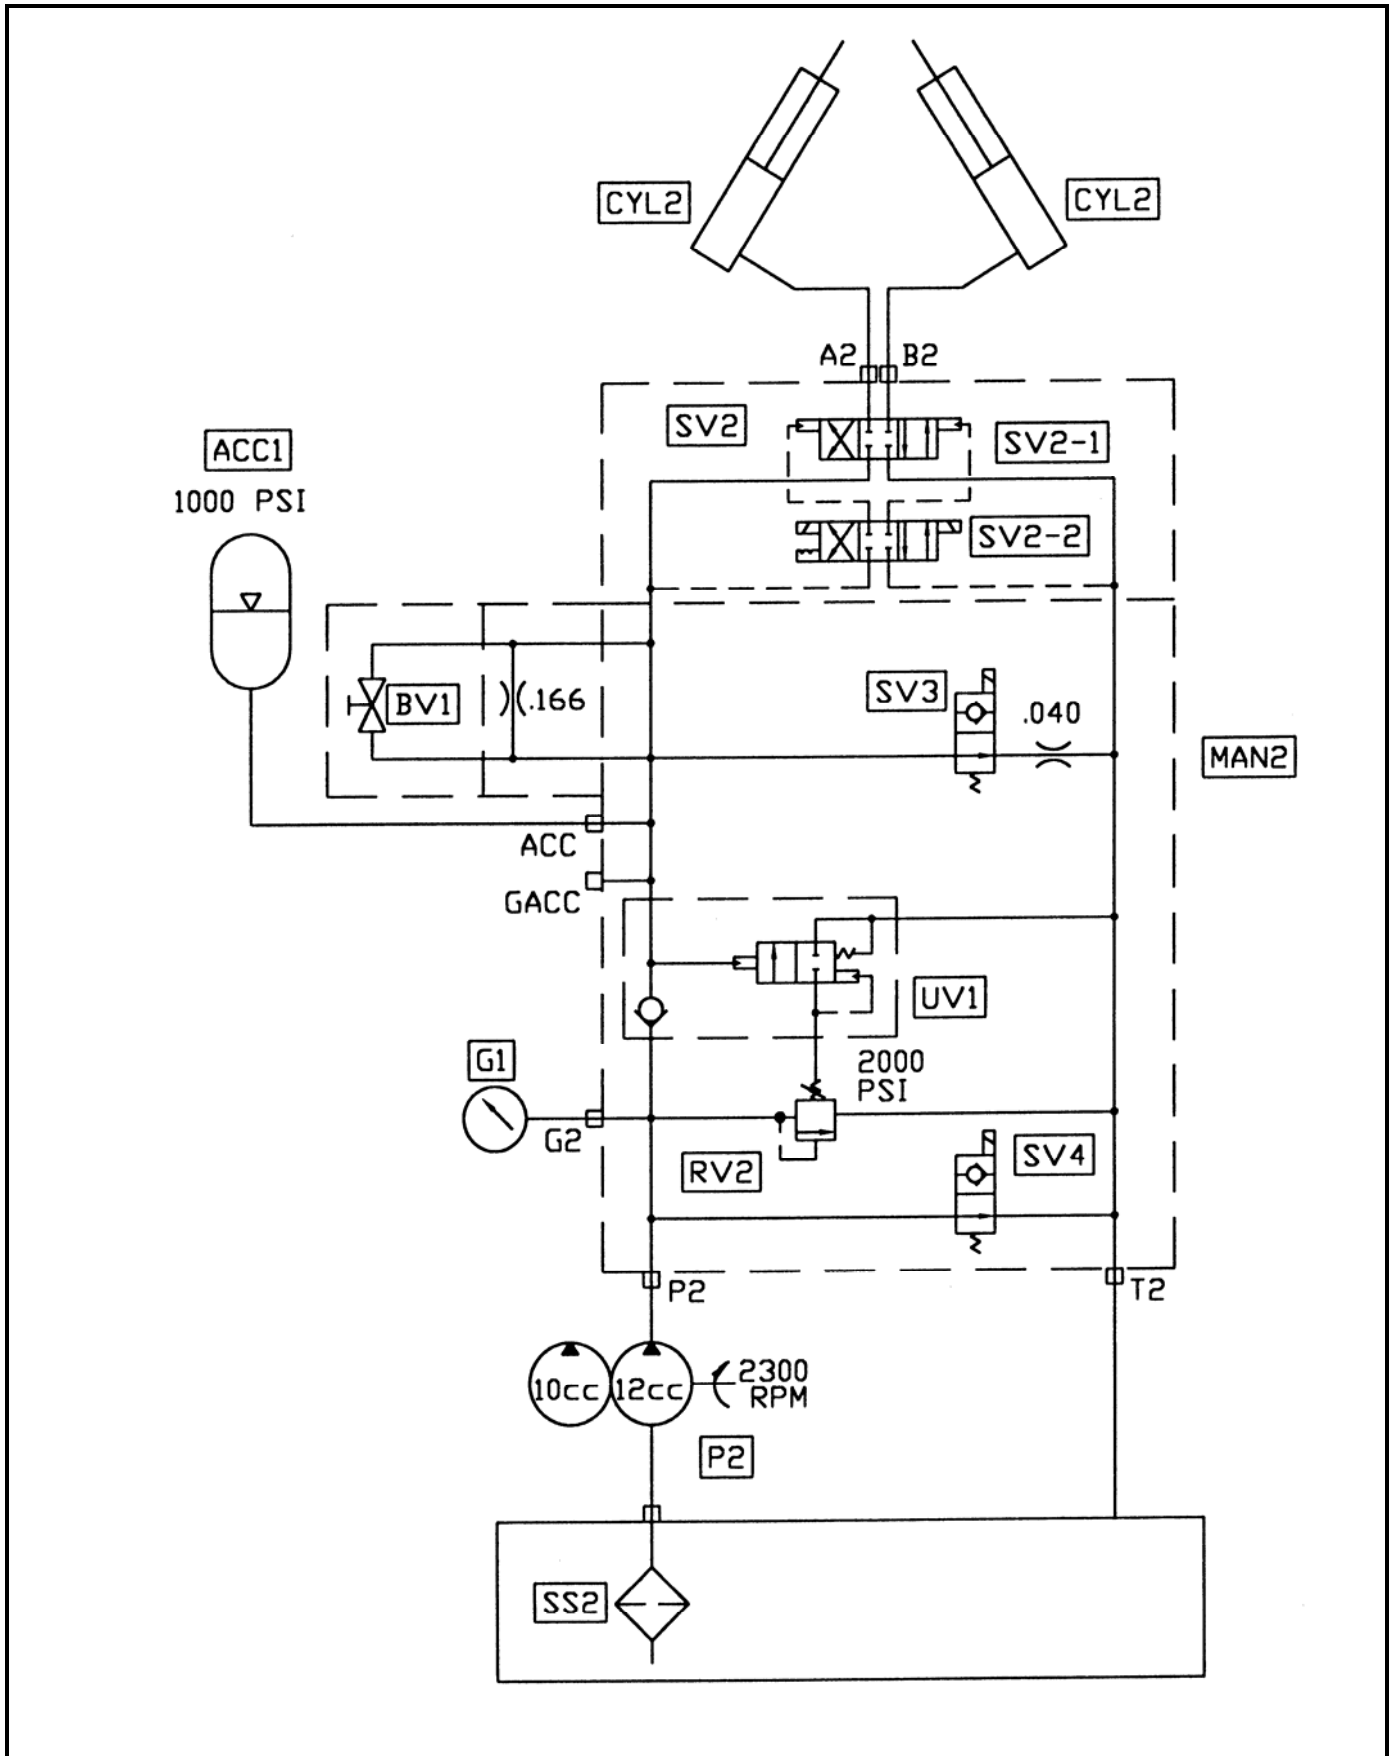 CYL2
CYL2
A2 B2
SV2
SV2-1
ACC1
1000 PSI
SV2-2
SV3
BV1
.166
.040
MAN2
ACC
GACC
UV1
G1
2000
PSI
G2
RV2
SV4
P2
T2
10cc
12cc
2300
RPM
P2
SS2